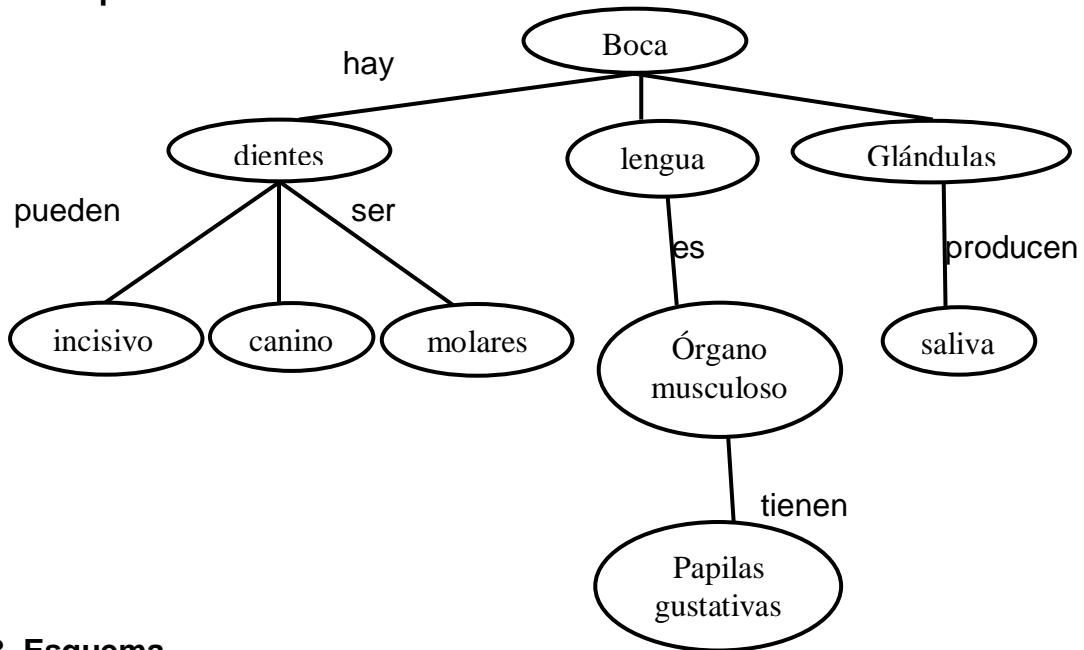 Boca
hay
dientes
lengua
Glándulas
pueden
ser
es
producen
incisivo
canino
molares
Órgano
musculoso
saliva
tienen
Papilas
gustativas
Esquema